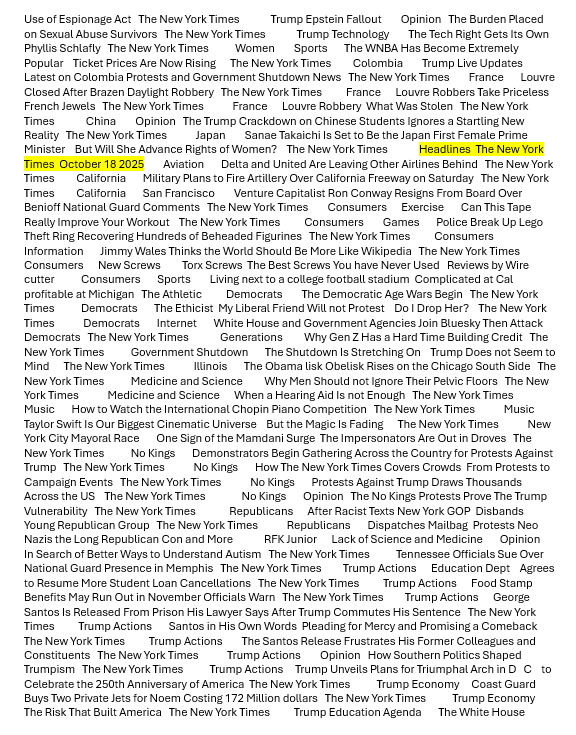 Use of Espionage Act The New York Times Trump Epstein Fallout Opinion The Burden Placed
on Sexual Abuse Survivors The New York Times Trump Technology The Tech Right Gets Its Own
Phyllis Schlafly The New York Times Women Sports The WNBA Has Become Extremely
Popular Ticket Prices Are Now Rising The New York Times Colombia Trump Live Updates
Latest on Colombia Protests and Government Shutdown News The New York Times France Louvre
Closed After Brazen Daylight Robbery The New York Times France Louvre Robbers Take Priceless
French Jewels The New York Times France Louvre Robbery What Was Stolen The New York
Times China Opinion The Trump Crackdown on Chinese Students Ignores a Startling New
Reality The New York Times Japan Sanae Takaichi Is Set to Be the Japan First Female Prime
Minister But Will She Advance Rights of Women? The New York Times Headlines The New York
Times October 18 2025 Aviation Delta and United Are Leaving Other Airlines Behind The New York
Times California Military Plans to Fire Artillery Over California Freeway on Saturday The New York
Times California San Francisco Venture Capitalist Ron Conway Resigns From Board Over
Benioff National Guard Comments The New York Times Consumers Exercise Can This Tape
Really Improve Your Workout The New York Times Consumers Games Police Break Up Lego
Theft Ring Recovering Hundreds of Beheaded Figurines The New York Times Consumers
Information Jimmy Wales Thinks the World Should Be More Like Wikipedia The New York Times
Consumers New Screws Torx Screws The Best Screws You have Never Used Reviews by Wire
cutter Consumers Sports Living next to a college football stadium Complicated at Cal
profitable at Michigan The Athletic Democrats The Democratic Age Wars Begin The New York
Times Democrats The Ethicist My Liberal Friend Will not Protest Do I Drop Her? The New York
Times Democrats Internet White House and Government Agencies Join Bluesky Then Attack
Democrats The New York Times Generations Why Gen Z Has a Hard Time Building Credit The
New York Times Government Shutdown The Shutdown Is Stretching On Trump Does not Seem to
Mind The New York Times Illinois The Obama lisk Obelisk Rises on the Chicago South Side The
New York Times Medicine and Science Why Men Should not Ignore Their Pelvic Floors The New
York Times Medicine and Science When a Hearing Aid Is not Enough The New York Times
Music How to Watch the International Chopin Piano Competition The New York Times Music
Taylor Swift Is Our Biggest Cinematic Universe But the Magic Is Fading The New York Times New
York City Mayoral Race One Sign of the Mamdani Surge The Impersonators Are Out in Droves The
New York Times No Kings Demonstrators Begin Gathering Across the Country for Protests Against
Trump The New York Times No Kings How The New York Times Covers Crowds From Protests to
Campaign Events The New York Times No Kings Protests Against Trump Draws Thousands
Across the US The New York Times No Kings Opinion The No Kings Protests Prove The Trump
Vulnerability The New York Times Republicans After Racist Texts New York GOP Disbands
Young Republican Group The New York Times Republicans Dispatches Mailbag Protests Neo
Nazis the Long Republican Con and More RFK Junior Lack of Science and Medicine Opinion
In Search of Better Ways to Understand Autism The New York Times Tennessee Officials Sue Over
National Guard Presence in Memphis The New York Times Trump Actions Education Dept Agrees
to Resume More Student Loan Cancellations The New York Times Trump Actions Food Stamp
Benefits May Run Out in November Officials Warn The New York Times Trump Actions George
Santos Is Released From Prison His Lawyer Says After Trump Commutes His Sentence The New York
Times Trump Actions Santos in His Own Words Pleading for Mercy and Promising a Comeback
The New York Times Trump Actions The Santos Release Frustrates His Former Colleagues and
Constituents The New York Times Trump Actions Opinion How Southern Politics Shaped
Trumpism The New York Times Trump Actions Trump Unveils Plans for Triumphal Arch in D C to
Celebrate the 250th Anniversary of America The New York Times Trump Economy Coast Guard
Buys Two Private Jets for Noem Costing 172 Million dollars The New York Times Trump Economy
The Risk That Built America The New York Times Trump Education Agenda The White House